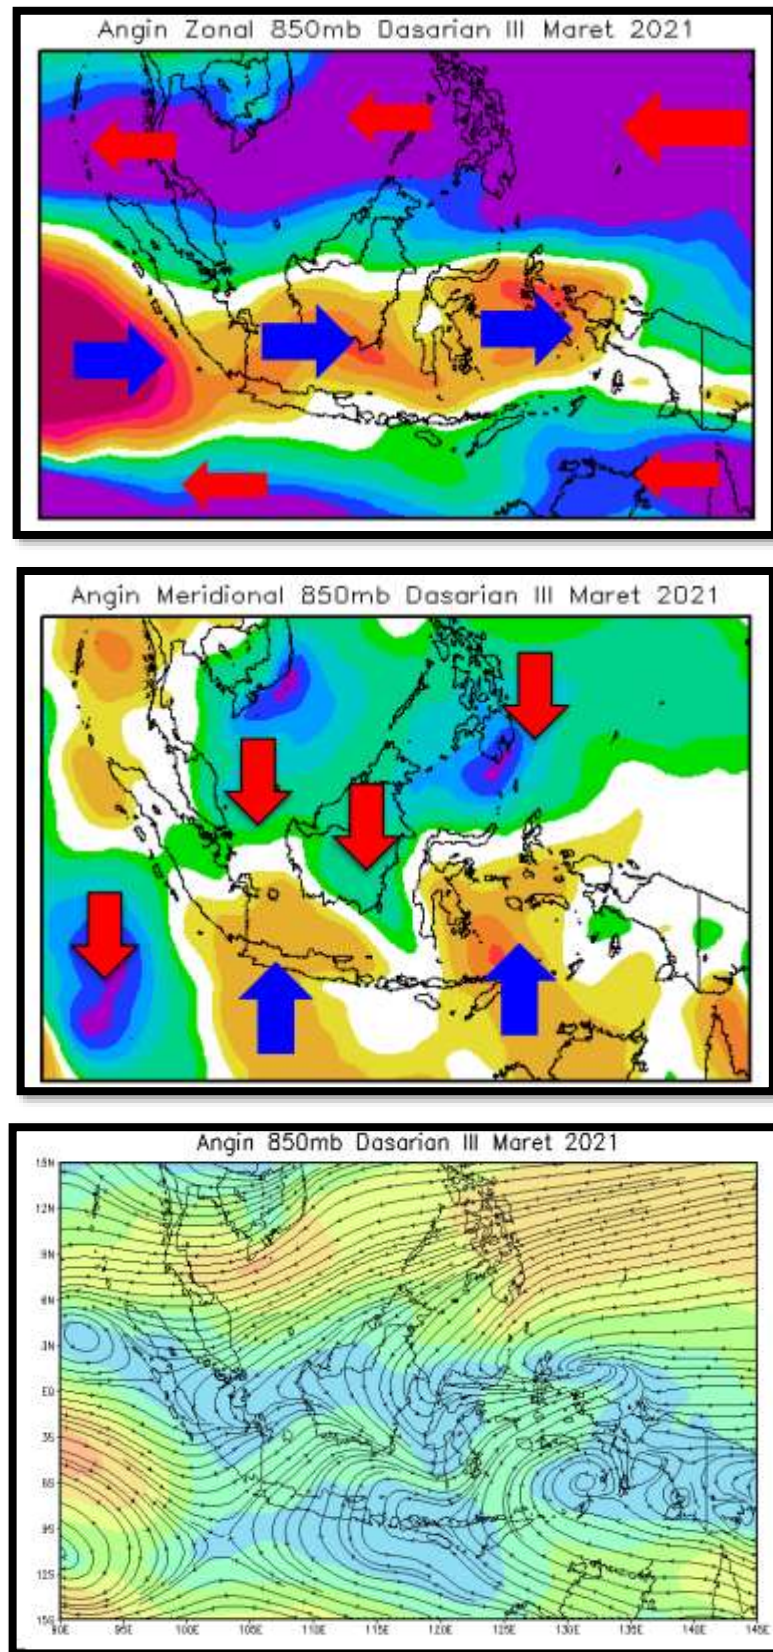 Angin Zonal 850mb Dasarian III Maret 2021
Angin Meridional 850mb Dasarian III Maret 2021
Angin 850mb Dasarian III Maret 2021
15N
12N
9N
6N
3N
EQ
3S
6S
9S
12S
15S
90E 95E 100E 105E 110E 115E 120E 125E 130E 135E 140E 145E